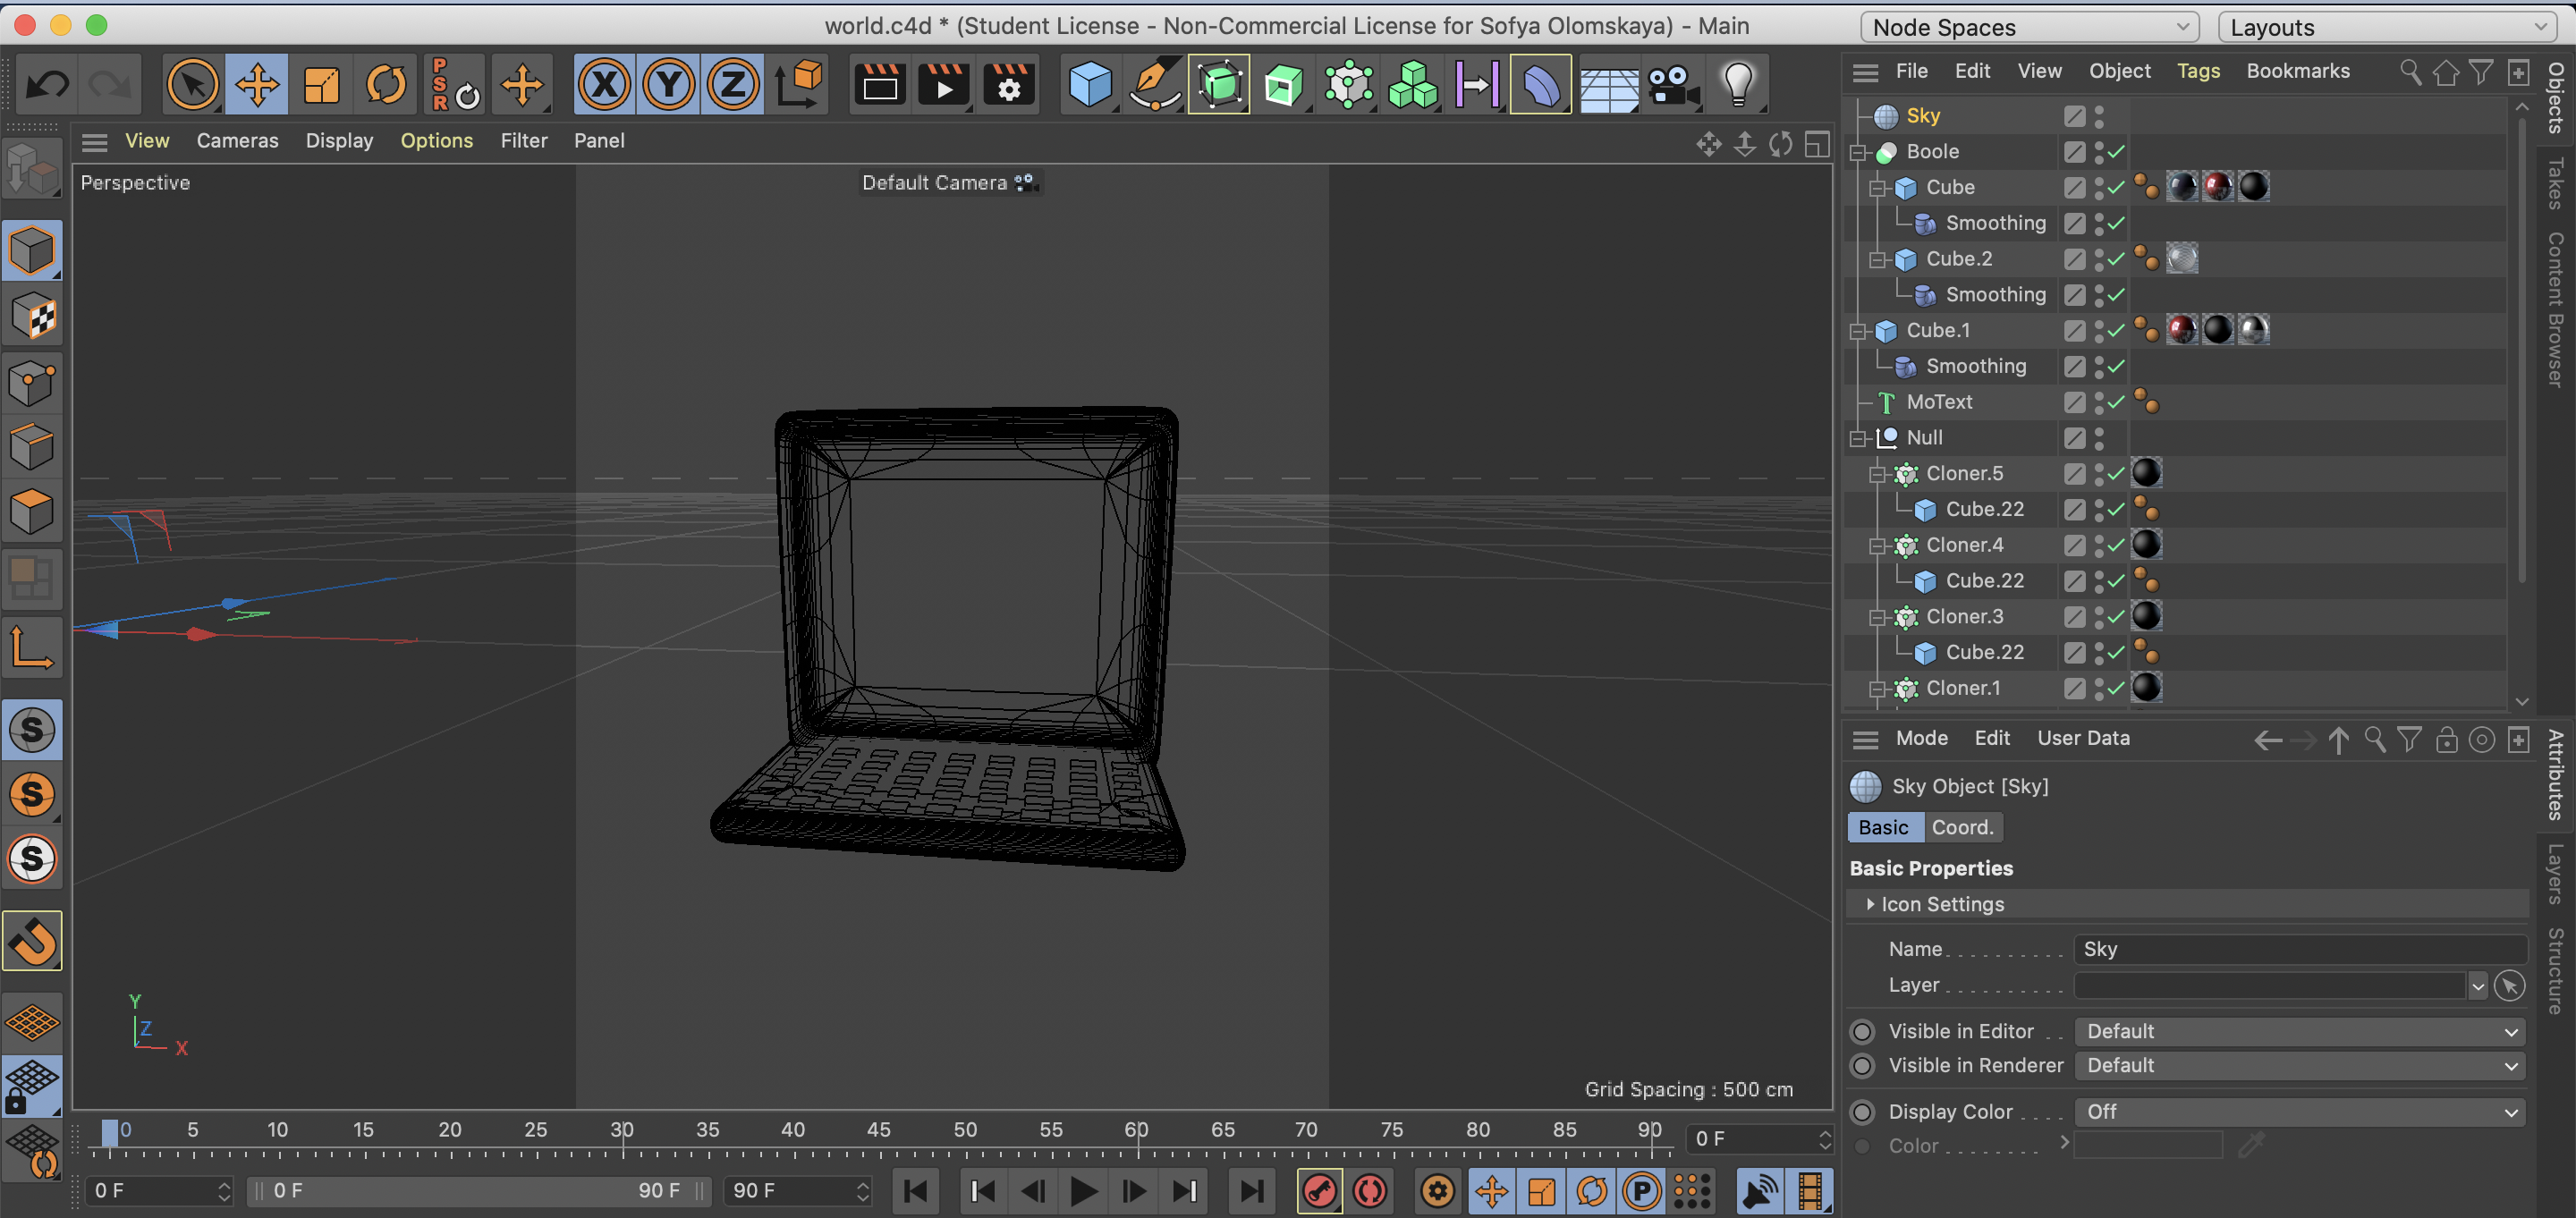 world.c4d * (Student License - Non-Commercial License for Sofya Olomskaya) - Main
Node Spaces
Layouts
P
S
R
X
Y
Z
File Edit View Object Tags Bookmarks
View Cameras Display Options Filter Panel
Perspective
Default Camera
Sky
Boole
Cube
Smoothing
Cube.2
Smoothing
Cube.1
Smoothing
MoText
Null
Cloner.5
Cube.22
Cloner.4
Cube.22
Cloner.3
Cube.22
Cloner.1
Objects
Takes
Content Browser
S
S
S
Y
Z
X
Grid Spacing : 500 cm
Mode Edit User Data
Sky Object [Sky]
Basic Coord.
Basic Properties
Icon Settings
Name . . . . . . . . . . Sky
Layer . . . . . . . . . .
Visible in Editor . . Default
Visible in Renderer Default
Display Color . . . . Off
Color . . . . . . . .
Attributes
Layers
Structure
0 5 10 15 20 25 30 35 40 45 50 55 60 65 70 75 80 85 90 0 F
0 F 0 F 90 F 90 F
P